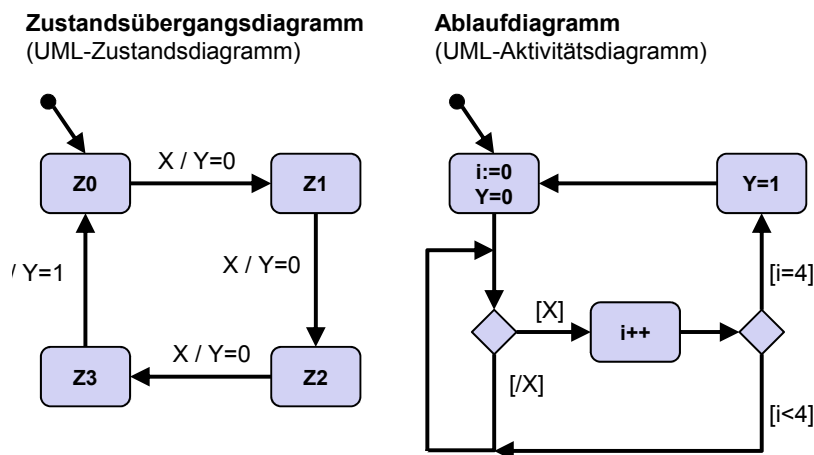 Zustandsübergangsdiagramm
(UML-Zustandsdiagramm)
Z0
X / Y=0
Z1
X / Y=0
/ Y=1
Z3
X / Y=0
Z2
Ablaufdiagramm
(UML-Aktivitätsdiagramm)
i:=0
Y=0
Y=1
[i=4]
[X]
i++
[/X]
[i<4]